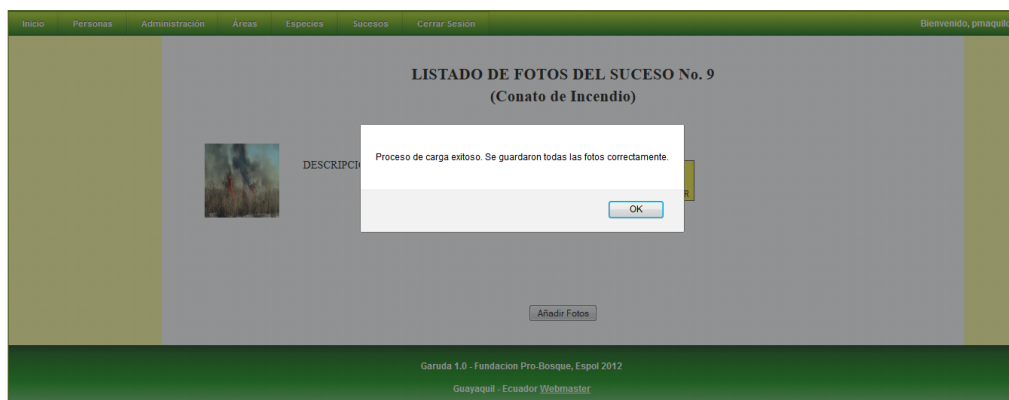 Inicio Personas Administración Áreas Especies Sucesos Cerrar Sesión Bienvenido, pmaquilo
LISTADO DE FOTOS DEL SUCESO No. 9
(Conato de Incendio)
Proceso de carga exitoso. Se guardaron todas las fotos correctamente.
DESCRIPCI
OK
Añadir Fotos
Garuda 1.0 - Fundacion Pro-Bosque, Espol 2012
Guayaquil - Ecuador Webmaster